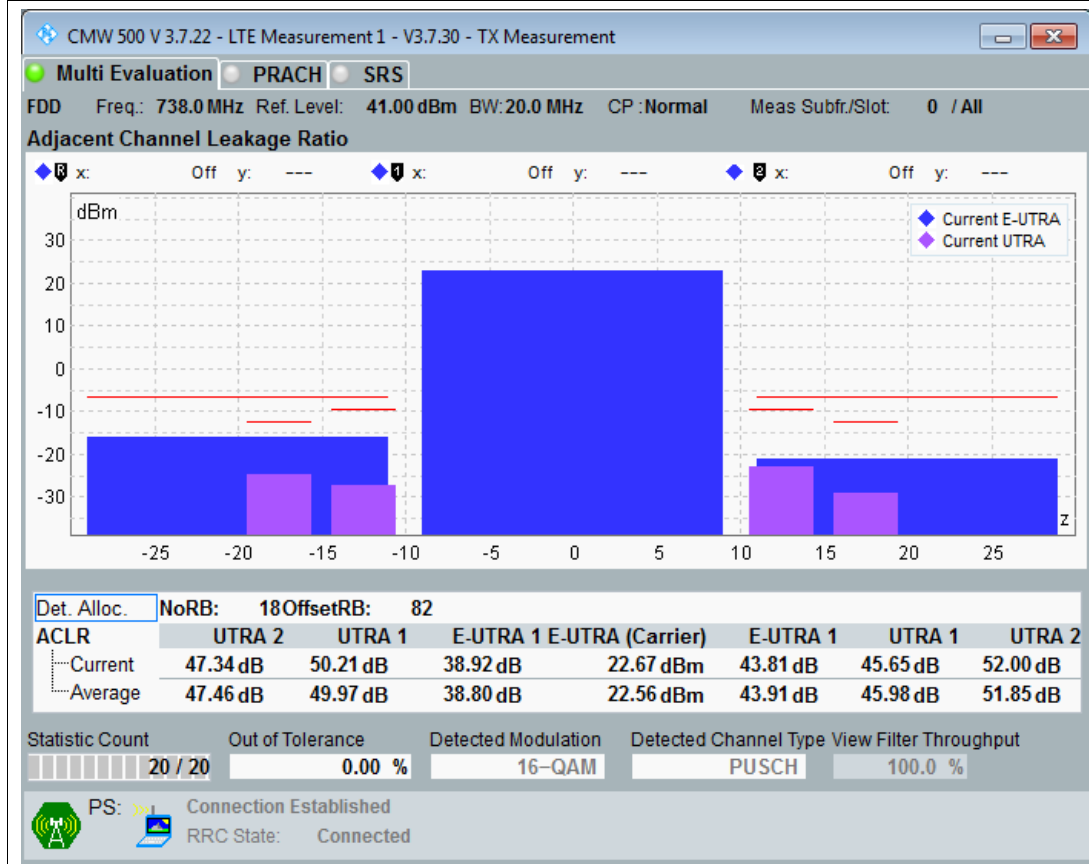 CMW 500 V 3.7.22 - LTE Measurement 1 - V3.7.30 - TX Measurement
Multi Evaluation PRACH SRS
FDD Freq.: 738.0 MHz Ref. Level: 41.00 dBm BW: 20.0 MHz CP : Normal Meas Subfr./Slot: 0 / All
Adjacent Channel Leakage Ratio
R x: Off y: --- 1 x: Off y: --- 2 x: Off y: ---
dBm
Current E-UTRA
Current UTRA
30
20
10
0
-10
-20
-30
z
-25 -20 -15 -10 -5 0 5 10 15 20 25
Det. Alloc. NoRB: 18 OffsetRB: 82
ACLR UTRA 2 UTRA 1 E-UTRA 1 E-UTRA (Carrier) E-UTRA 1 UTRA 1 UTRA 2
Current 47.34 dB 50.21 dB 38.92 dB 22.67 dBm 43.81 dB 45.65 dB 52.00 dB
Average 47.46 dB 49.97 dB 38.80 dB 22.56 dBm 43.91 dB 45.98 dB 51.85 dB
Statistic Count Out of Tolerance Detected Modulation Detected Channel Type View Filter Throughput
20 / 20 0.00 % 16-QAM PUSCH 100.0 %
PS: Connection Established
RRC State: Connected